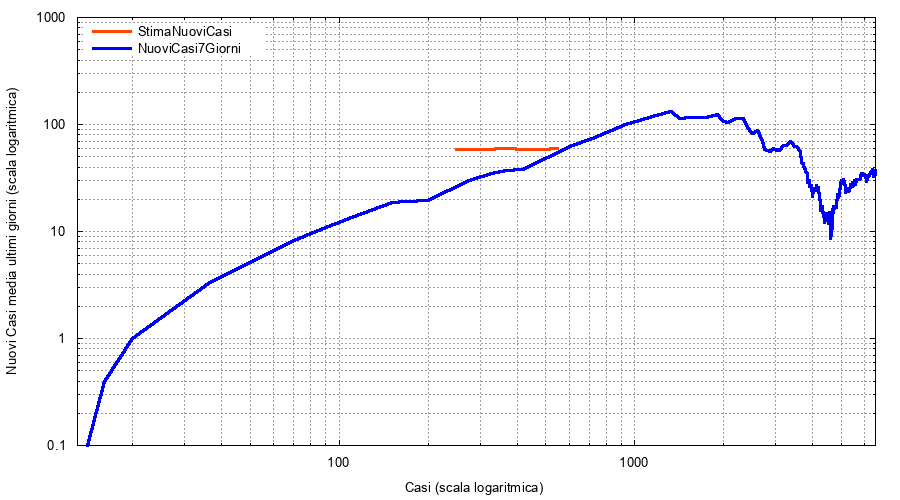 StimaNuoviCasi
NuoviCasi7Giorni
Nuovi Casi media ultimi giorni (scala logaritmica)
1000
100
10
1
0.1
100
1000
Casi (scala logaritmica)